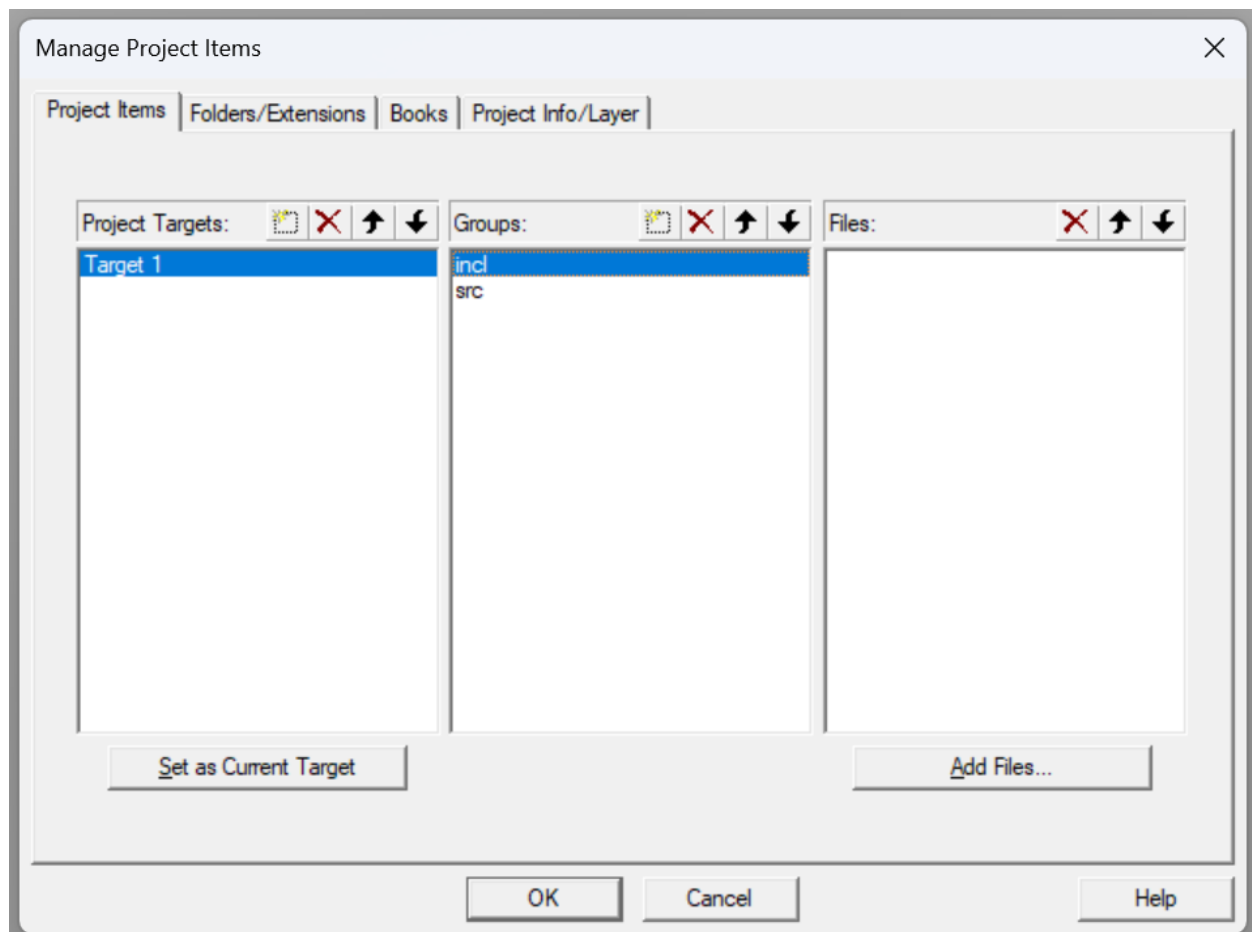 Manage Project Items
Project Items Folders/Extensions Books Project Info/Layer
Project Targets: Groups: Files:
Target 1 incl
src
Set as Current Target Add Files...
OK Cancel Help